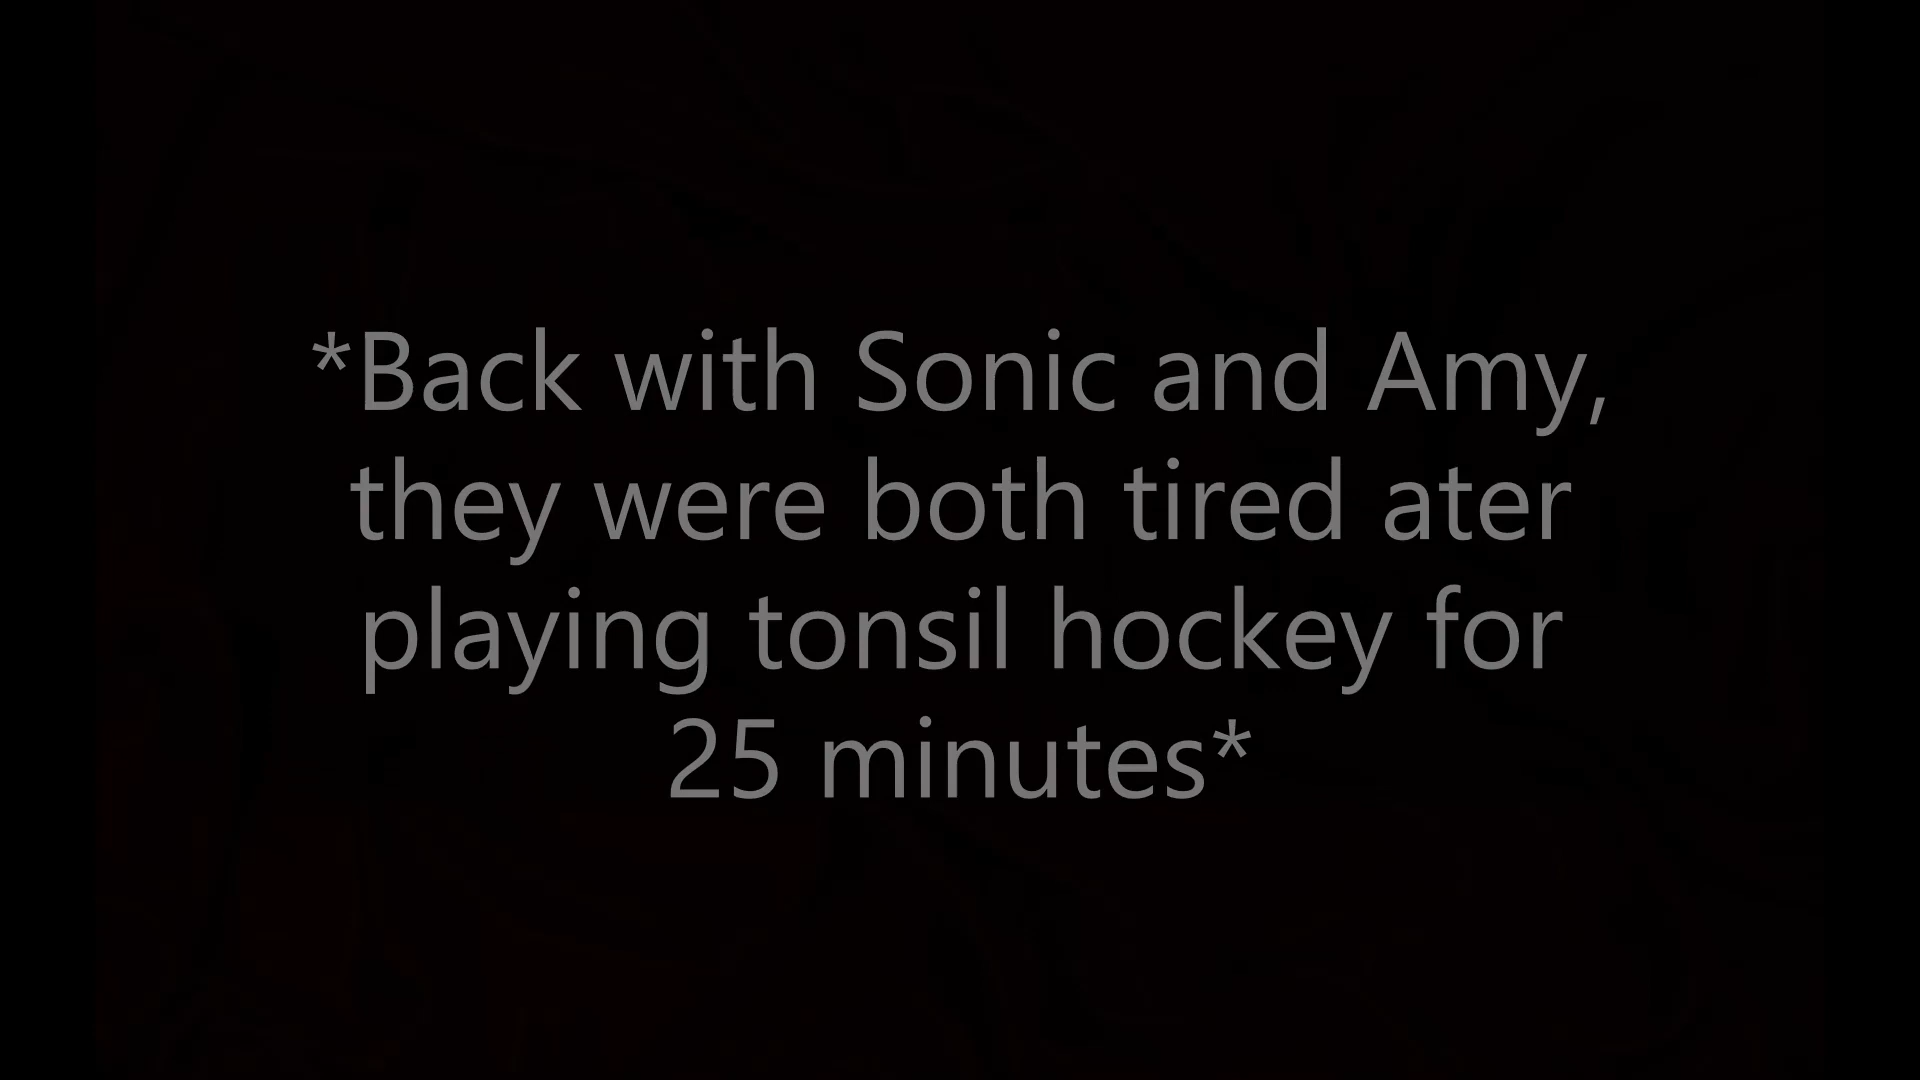 *Back with Sonic and Amy,
they were both tired ater
playing tonsil hockey for
25 minutes*